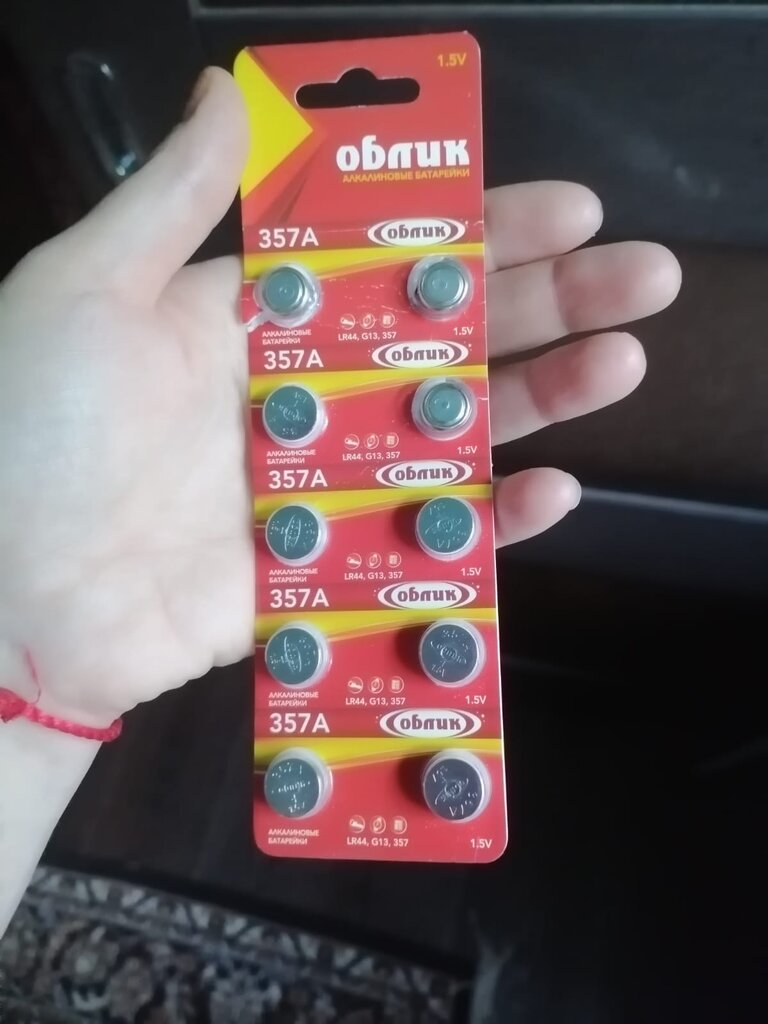 1.5V
облик
АЛКАЛИНОВЫЕ БАТАРЕЙКИ
357A облик
АЛКАЛИНОВЫЕ
БАТАРЕЙКИ
LR44, G13, 357
1.5V
357A облик
АЛКАЛИНОВЫЕ
БАТАРЕЙКИ
LR44, G13, 357
1.5V
357A облик
АЛКАЛИНОВЫЕ
БАТАРЕЙКИ
LR44, G13, 357
1.5V
357A облик
АЛКАЛИНОВЫЕ
БАТАРЕЙКИ
LR44, G13, 357
1.5V
357A облик
АЛКАЛИНОВЫЕ
БАТАРЕЙКИ
LR44, G13, 357
1.5V